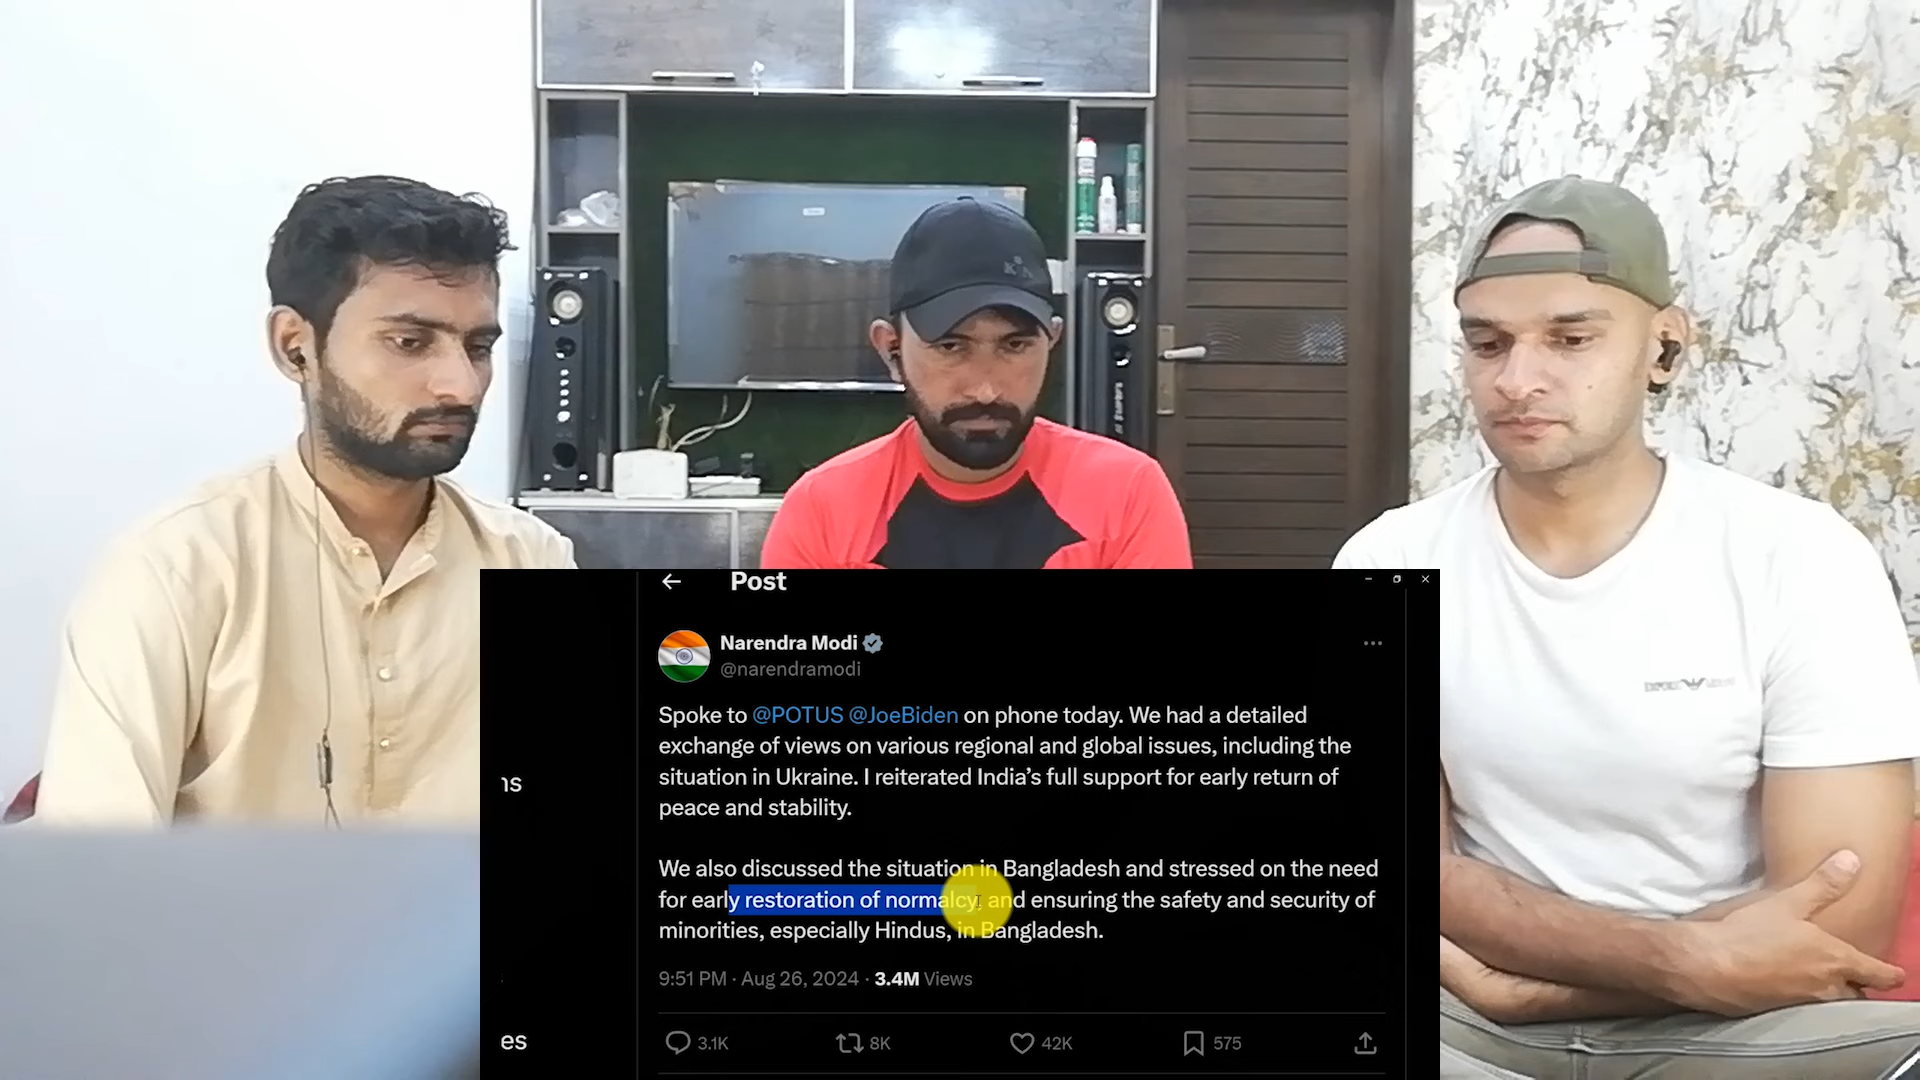 Post
Narendra Modi
@narendramodi
Spoke to @POTUS @JoeBiden on phone today. We had a detailed
exchange of views on various regional and global issues, including the
situation in Ukraine. I reiterated India’s full support for early return of
peace and stability.
We also discussed the situation in Bangladesh and stressed on the need
for early restoration of normalcy, and ensuring the safety and security of
minorities, especially Hindus, in Bangladesh.
9:51 PM · Aug 26, 2024 · 3.4M Views
3.1K 8K 42K 575
ns
es